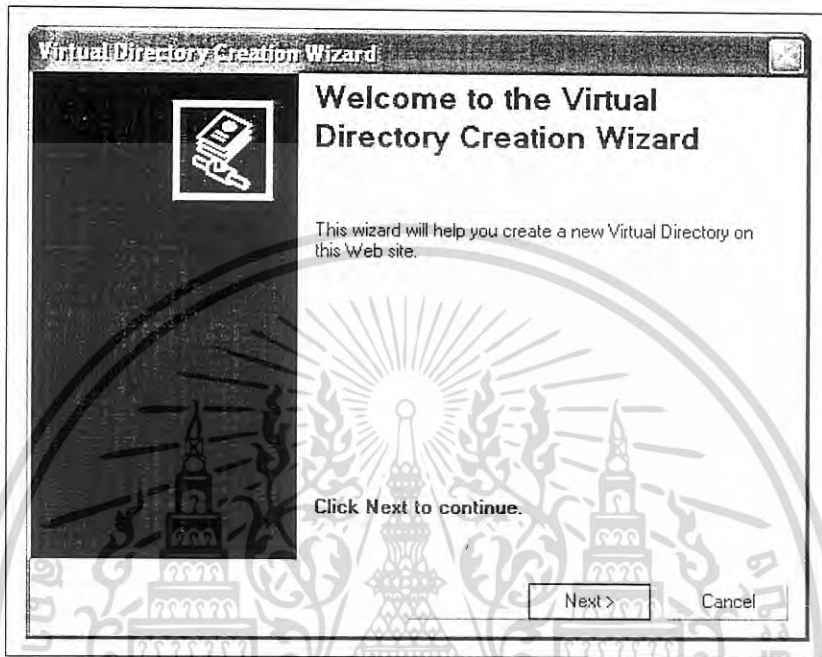 Virtual Directory Creation Wizard
Welcome to the Virtual
Directory Creation Wizard
This wizard will help you create a new Virtual Directory on
this Web site.
Click Next to continue.
Next >
Cancel